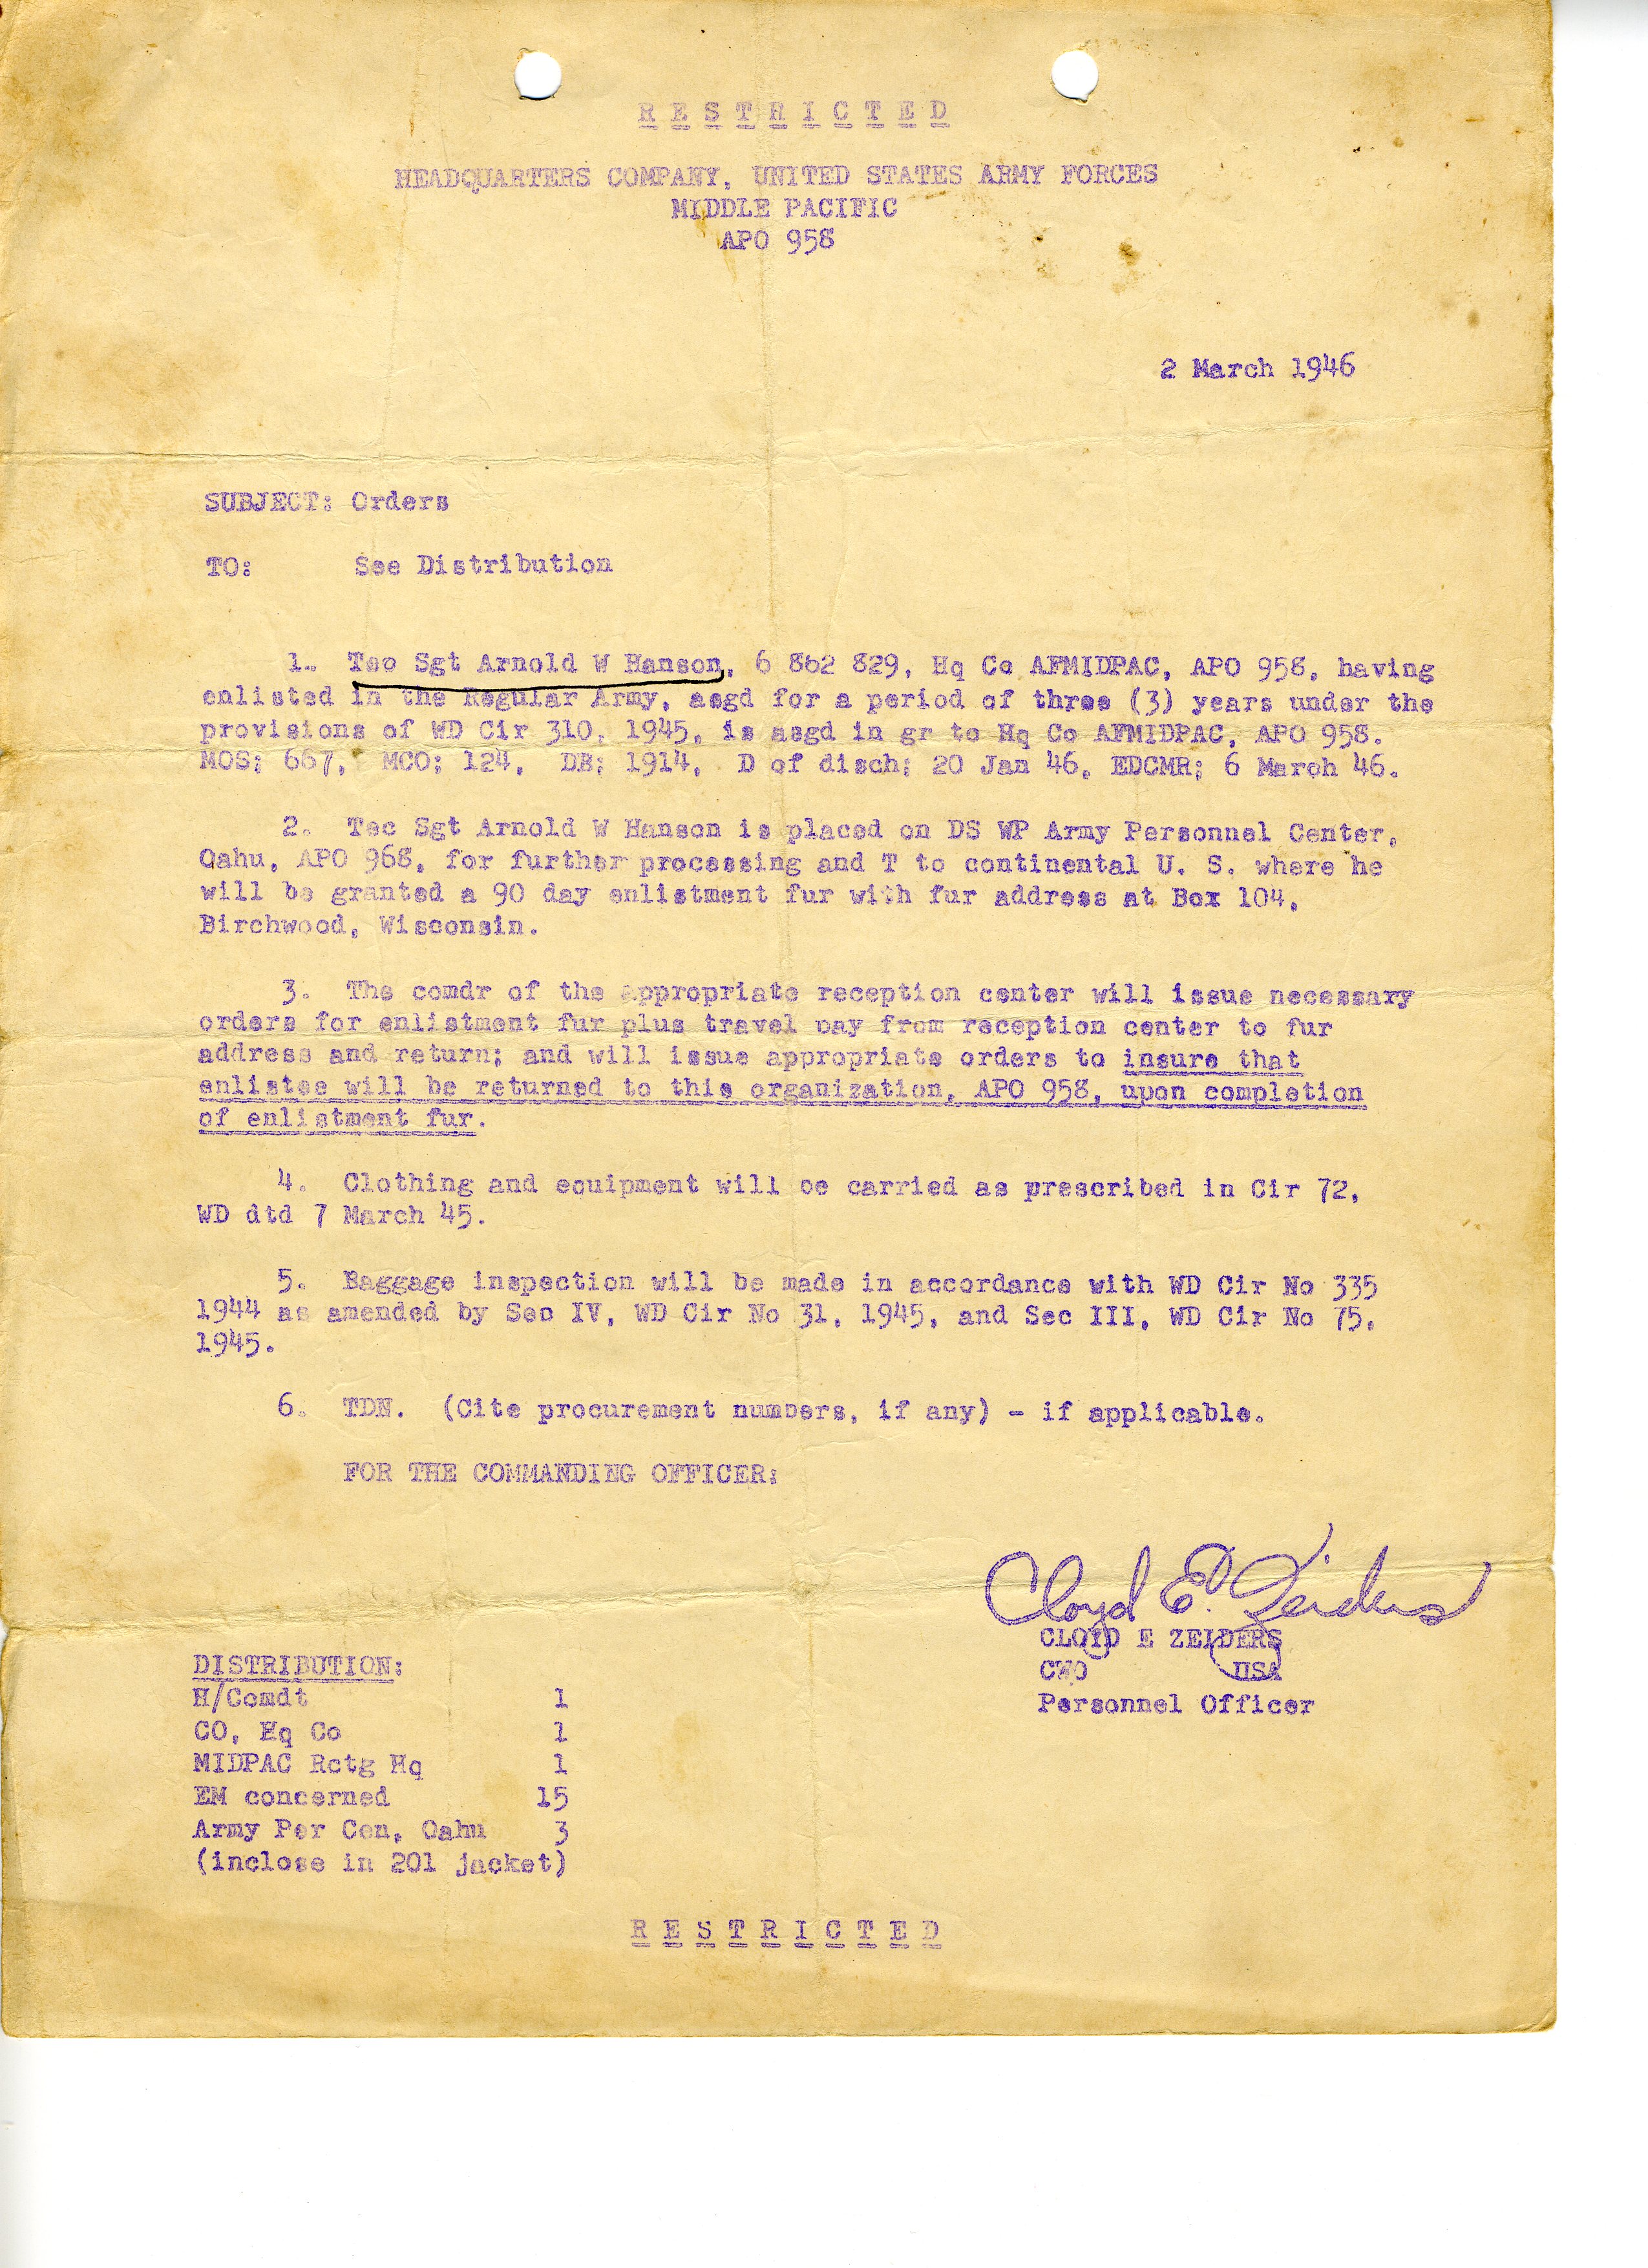 R E S T R I C T E D
HEADQUARTERS COMPANY, UNITED STATES ARMY FORCES
MIDDLE PACIFIC
APO 958
2 March 1946
SUBJECT: Orders
TO: See Distribution
1. Tec Sgt Arnold W Hanson, 6 862 829, Hq Co AFMIDPAC, APO 958, having
enlisted in the Regular Army, asgd for a period of three (3) years under the
provisions of WD Cir 310, 1945, is asgd in gr to Hq Co AFMIDPAC, APO 958.
MOS; 667, MCO; 124, DB; 1914, D of disch; 20 Jan 46, EDCMR; 6 March 46.
2. Tec Sgt Arnold W Hanson is placed on DS WP Army Personnel Center,
Oahu, APO 968, for further processing and T to continental U. S. where he
will be granted a 90 day enlistment fur with fur address at Box 104,
Birchwood, Wisconsin.
3. The comdr of the appropriate reception center will issue necessary
orders for enlistment fur plus travel pay from reception center to fur
address and return; and will issue appropriate orders to insure that
enlistee will be returned to this organization, APO 958, upon completion
of enlistment fur.
4. Clothing and equipment will be carried as prescribed in Cir 72,
WD dtd 7 March 45.
5. Baggage inspection will be made in accordance with WD Cir No 335
1944 as amended by Sec IV, WD Cir No 31, 1945, and Sec III, WD Cir No 75,
1945.
6. TDN. (Cite procurement numbers, if any) - if applicable.
FOR THE COMMANDING OFFICER:
Cloyd E. Zeiders
CLOYD E ZEIDERS
CWO USA
Personnel Officer
DISTRIBUTION:
H/Comdt 1
CO, Hq Co 1
MIDPAC Rctg Hq 1
EM concerned 15
Army Per Cen, Oahu 3
(inclose in 201 jacket)
R E S T R I C T E D